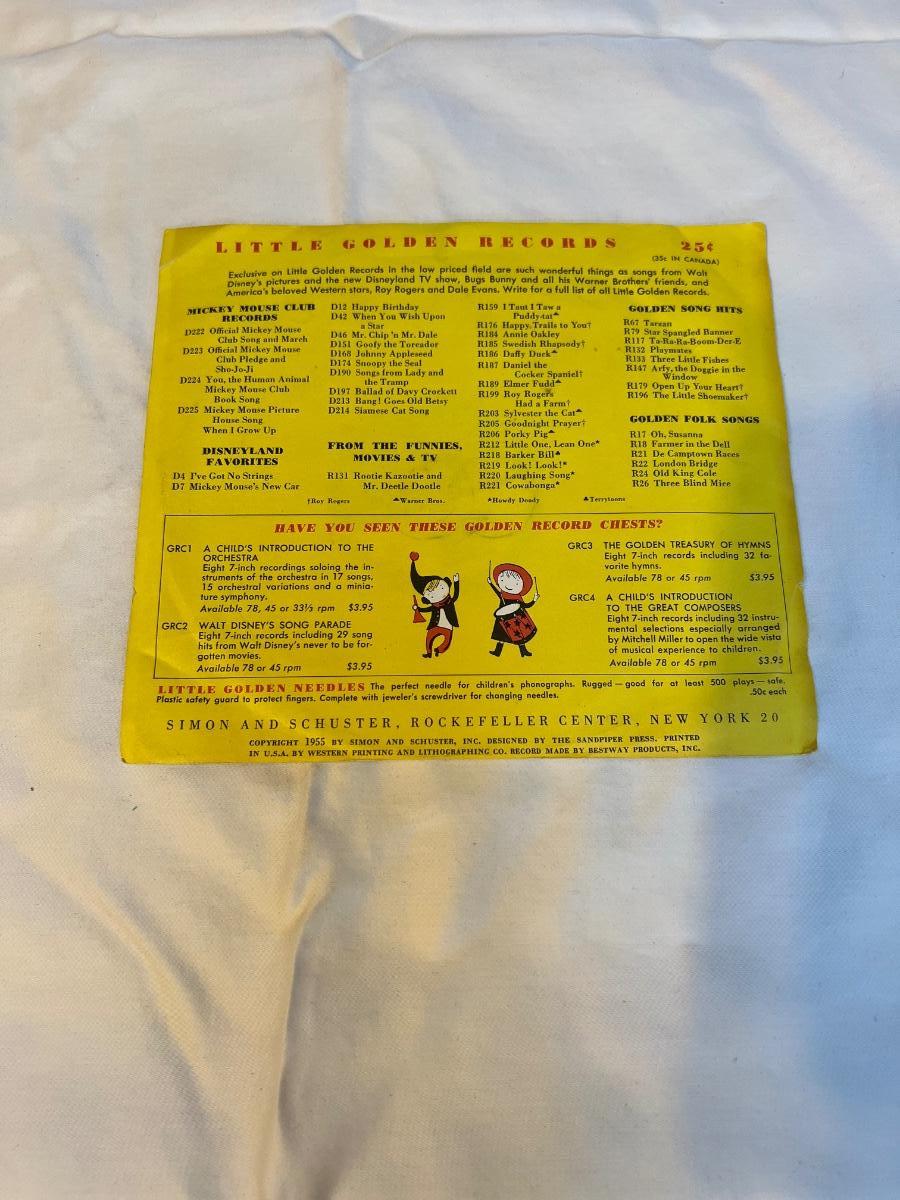 LITTLE GOLDEN RECORDS 25¢
(35c IN CANADA)
Exclusive on Little Golden Records in the low priced field are such wonderful things as songs from Walt
Disney's pictures and the new Disneyland TV show, Bugs Bunny and all his Warner Brothers' friends, and
America's beloved Western stars, Roy Rogers and Dale Evans. Write for a full list of all Little Golden Records.
MICKEY MOUSE CLUB
RECORDS
D222 Official Mickey Mouse
Club Song and March
D223 Official Mickey Mouse
Club Pledge and
Sho-Jo-Ji
D224 You, the Human Animal
Mickey Mouse Club
Book Song
D225 Mickey Mouse Picture
House Song
When I Grow Up
DISNEYLAND
FAVORITES
D4 I've Got No Strings
D7 Mickey Mouse's New Car
D12 Happy Birthday
D42 When You Wish Upon
a Star
D46 Mr. Chip 'n Mr. Dale
D151 Goofy the Toreador
D168 Johnny Appleseed
D174 Snoopy the Seal
D190 Songs from Lady and
the Tramp
D197 Ballad of Davy Crockett
D213 Bang! Goes Old Betsy
D214 Siamese Cat Song
FROM THE FUNNIES,
MOVIES & TV
R131 Rootie Kazootie and
Mr. Deetle Dootle
R159 I Taut I Taw a
Puddy-tat▲
R176 Happy Trails to You†
R184 Annie Oakley
R185 Swedish Rhapsody†
R186 Daffy Duck▲
R187 Daniel the
Cocker Spaniel†
R189 Elmer Fudd▲
R199 Roy Rogers
Had a Farm†
R203 Sylvester the Cat▲
R205 Goodnight Prayer†
R206 Porky Pig▲
R212 Little One, Lean One*
R218 Barker Bill♣
R219 Look! Look!*
R220 Laughing Song*
R221 Cowabonga*
GOLDEN SONG HITS
R67 Tarzan
R79 Star Spangled Banner
R117 Ta-Ra-Ra-Boom-Der-E
R132 Playmates
R133 Three Little Fishes
R147 Arfy, the Doggie in the
Window
R179 Open Up Your Heart†
R196 The Little Shoemaker†
GOLDEN FOLK SONGS
R17 Oh, Susanna
R18 Farmer in the Dell
R21 De Camptown Races
R22 London Bridge
R24 Old King Cole
R26 Three Blind Mice
†Roy Rogers ▲Warner Bros. *Howdy Doody ♣Terrytoons
HAVE YOU SEEN THESE GOLDEN RECORD CHESTS?
GRC1 A CHILD'S INTRODUCTION TO THE
ORCHESTRA
Eight 7-inch recordings soloing the in-
struments of the orchestra in 17 songs,
15 orchestral variations and a minia-
ture symphony.
Available 78, 45 or 33⅓ rpm $3.95
GRC2 WALT DISNEY'S SONG PARADE
Eight 7-inch records including 29 song
hits from Walt Disney's never to be for-
gotten movies.
Available 78 or 45 rpm $3.95
GRC3 THE GOLDEN TREASURY OF HYMNS
Eight 7-inch records including 32 fa-
vorite hymns.
Available 78 or 45 rpm $3.95
GRC4 A CHILD'S INTRODUCTION
TO THE GREAT COMPOSERS
Eight 7-inch records including 32 instru-
mental selections especially arranged
by Mitchell Miller to open the wide vista
of musical experience to children.
Available 78 or 45 rpm $3.95
LITTLE GOLDEN NEEDLES The perfect needle for children's phonographs. Rugged—good for at least 500 plays—safe.
Plastic safety guard to protect fingers. Complete with jeweler's screwdriver for changing needles. .50c each
SIMON AND SCHUSTER, ROCKEFELLER CENTER, NEW YORK 20
COPYRIGHT 1955 BY SIMON AND SCHUSTER, INC. DESIGNED BY THE SANDPIPER PRESS. PRINTED
IN U.S.A. BY WESTERN PRINTING AND LITHOGRAPHING CO. RECORD MADE BY BESTWAY PRODUCTS, INC.